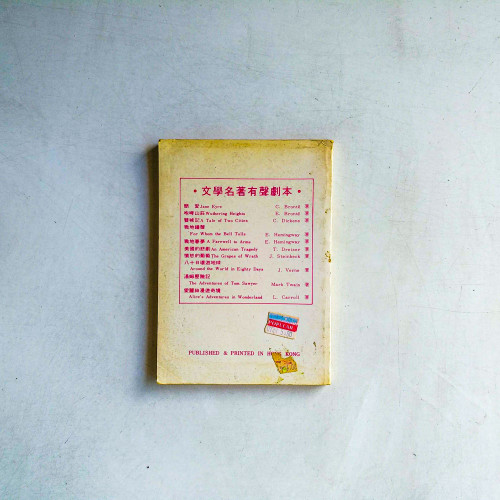 ·文學名著有聲劇本·
簡 愛 Jane Eyre C. Brontë 著
咆哮山莊 Wuthering Heights E. Brontë 著
雙城記 A Tale of Two Cities C. Dickens 著
戰地鐘聲
For Whom the Bell Tolls E. Hemingway 著
戰地春夢 A Farewell to Arms E. Hemingway 著
美國的悲劇 An American Tragedy T. Dreiser 著
憤怒的葡萄 The Grapes of Wrath J. Steinbeck 著
八十日環遊地球
Around the World in Eighty Days J. Verne 著
湯姆歷險記
The Adventures of Tom Sawyer Mark Twain 著
愛麗絲漫遊奇境
Alice's Adventures in Wonderland L. Carroll 著
POPULAR
PUBLISHED & PRINTED IN HONG KONG